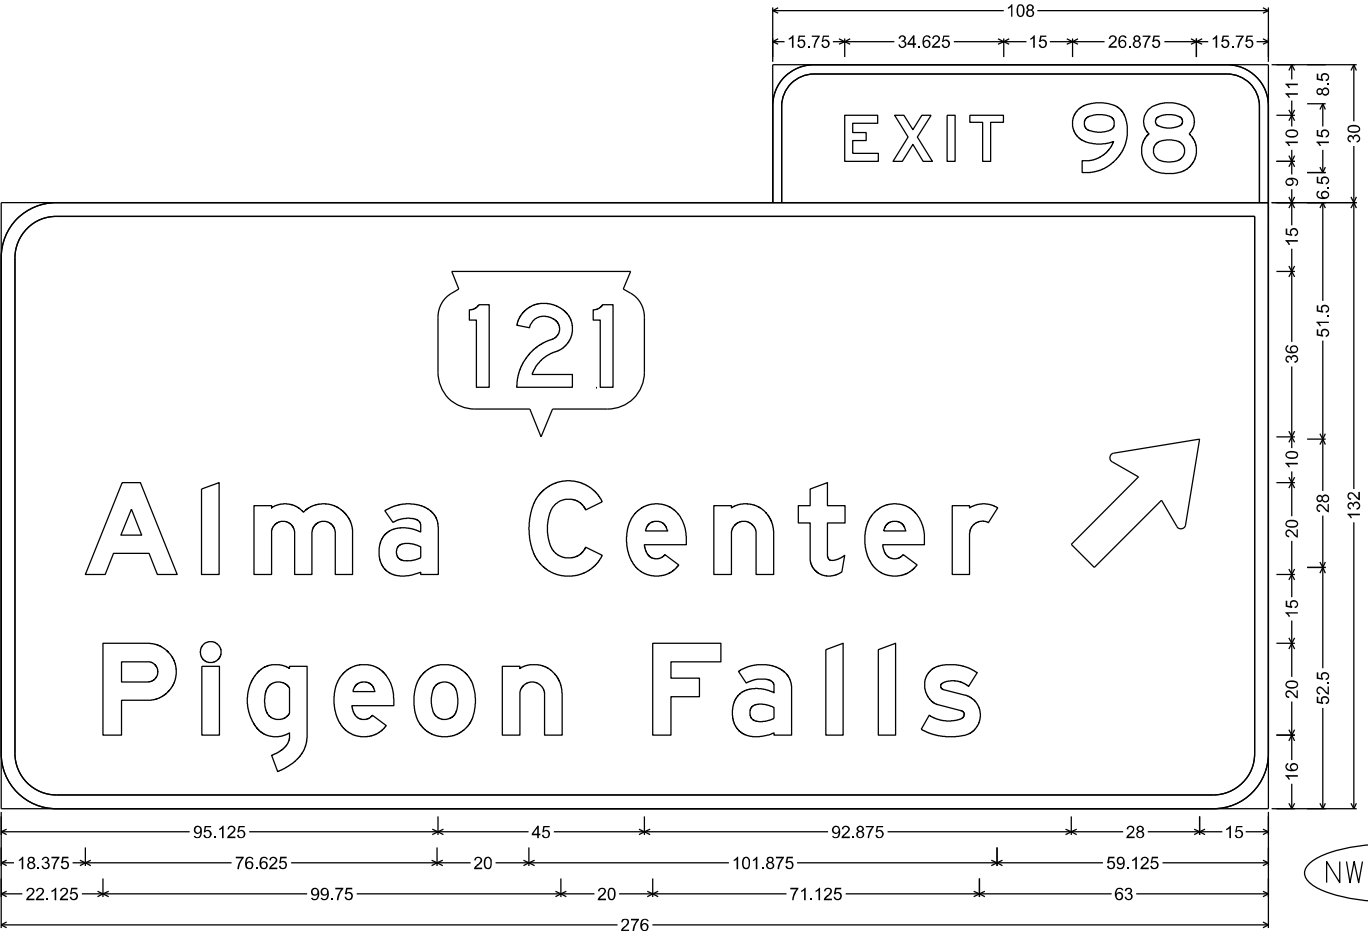 108
15.75 34.625 15 26.875 15.75
EXIT 98
11 10 9
8.5 15 6.5
30
121
Alma Center
Pigeon Falls
15 36 10 20 15 20 16
51.5 28 52.5
132
95.125 45 92.875 28 15
18.375 76.625 20 101.875 59.125
22.125 99.75 20 71.125 63
276
NW